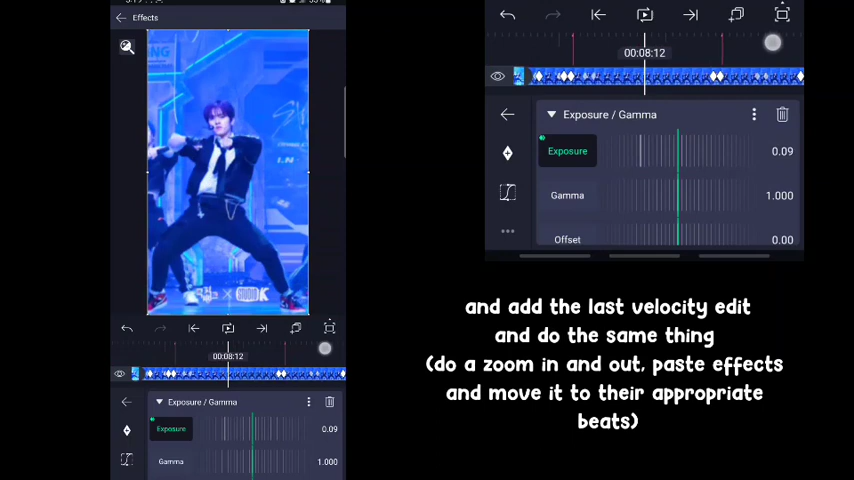 Effects
I.N
STUDIO K
00:08:12
Exposure / Gamma
Exposure
0.09
Gamma
1.000
00:08:12
Exposure / Gamma
Exposure
0.09
Gamma
1.000
Offset
0.00
and add the last velocity edit
and do the same thing
(do a zoom in and out, paste effects
and move it to their appropriate
beats)